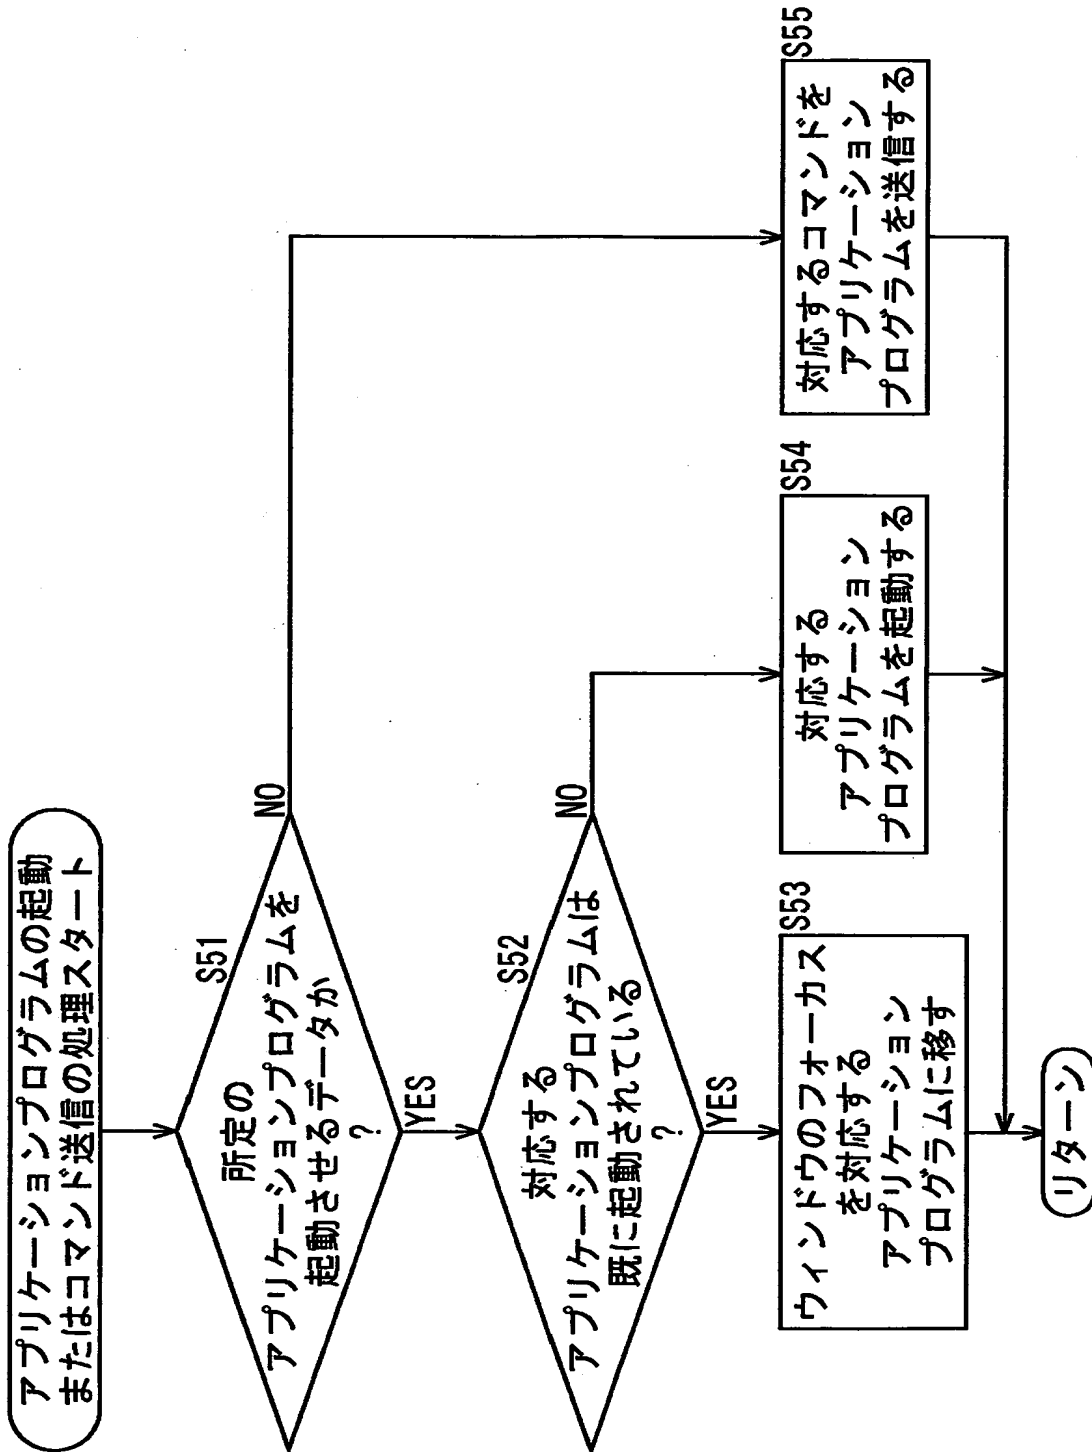 アプリケーションプログラムの起動
またはコマンド送信の処理スタート
S51
所定の
アプリケーションプログラムを
起動させるデータか
?
NO
YES
S52
対応する
アプリケーションプログラムは
既に起動されている
?
NO
YES
S53
ウィンドウのフォーカス
を対応する
アプリケーション
プログラムに移す
S54
対応する
アプリケーション
プログラムを起動する
S55
対応するコマンドを
アプリケーション
プログラムを送信する
リターン